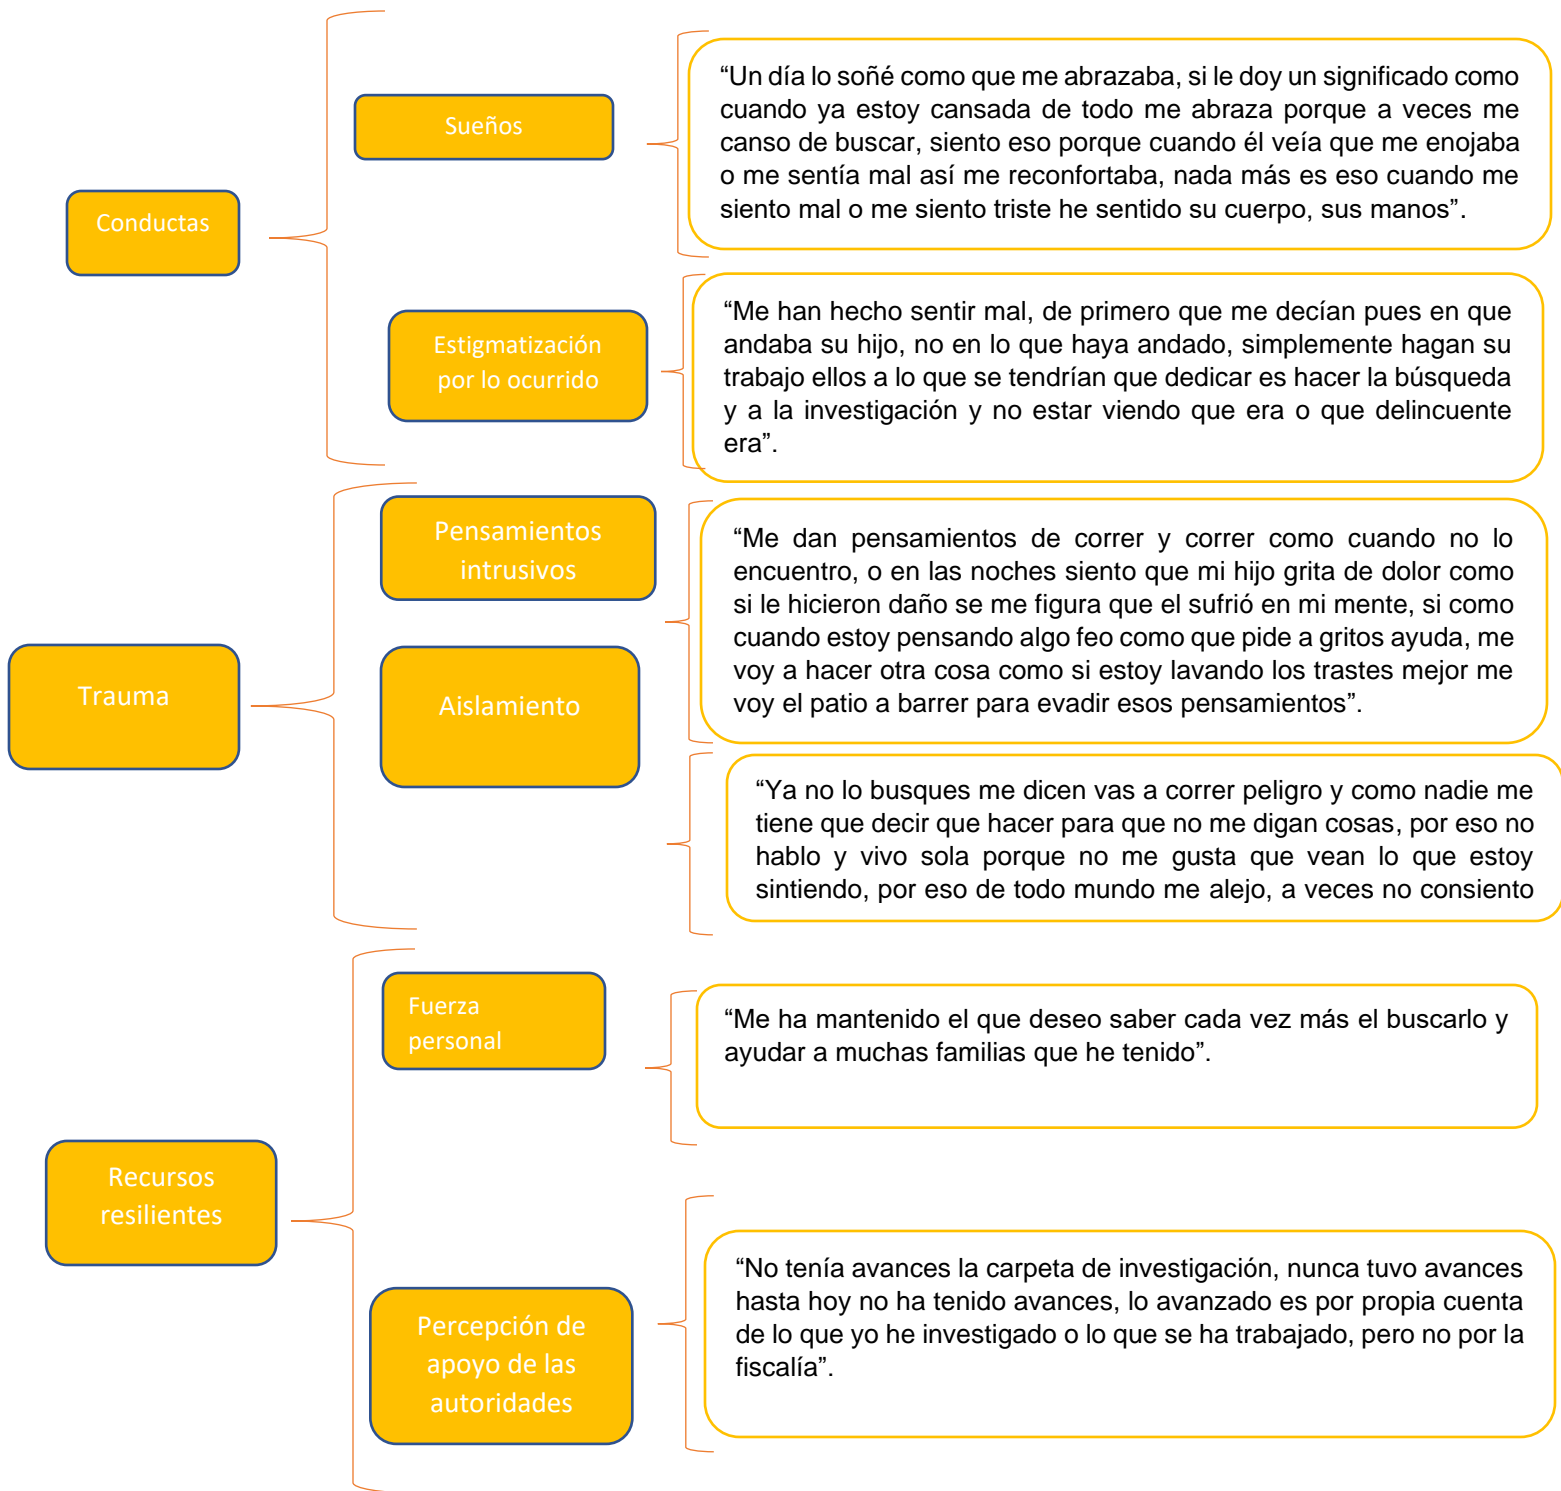 Conductas
Sueños
“Un día lo soñé como que me abrazaba, si le doy un significado como
cuando ya estoy cansada de todo me abraza porque a veces me
canso de buscar, siento eso porque cuando él veía que me enojaba
o me sentía mal así me reconfortaba, nada más es eso cuando me
siento mal o me siento triste he sentido su cuerpo, sus manos”.
Estigmatización
por lo ocurrido
“Me han hecho sentir mal, de primero que me decían pues en que
andaba su hijo, no en lo que haya andado, simplemente hagan su
trabajo ellos a lo que se tendrían que dedicar es hacer la búsqueda
y a la investigación y no estar viendo que era o que delincuente
era”.
Trauma
Pensamientos
intrusivos
“Me dan pensamientos de correr y correr como cuando no lo
encuentro, o en las noches siento que mi hijo grita de dolor como
si le hicieron daño se me figura que el sufrió en mi mente, si como
cuando estoy pensando algo feo como que pide a gritos ayuda, me
voy a hacer otra cosa como si estoy lavando los trastes mejor me
voy el patio a barrer para evadir esos pensamientos”.
Aislamiento
“Ya no lo busques me dicen vas a correr peligro y como nadie me
tiene que decir que hacer para que no me digan cosas, por eso no
hablo y vivo sola porque no me gusta que vean lo que estoy
sintiendo, por eso de todo mundo me alejo, a veces no consiento
Recursos
resilientes
Fuerza
personal
“Me ha mantenido el que deseo saber cada vez más el buscarlo y
ayudar a muchas familias que he tenido”.
Percepción de
apoyo de las
autoridades
“No tenía avances la carpeta de investigación, nunca tuvo avances
hasta hoy no ha tenido avances, lo avanzado es por propia cuenta
de lo que yo he investigado o lo que se ha trabajado, pero no por la
fiscalía”.